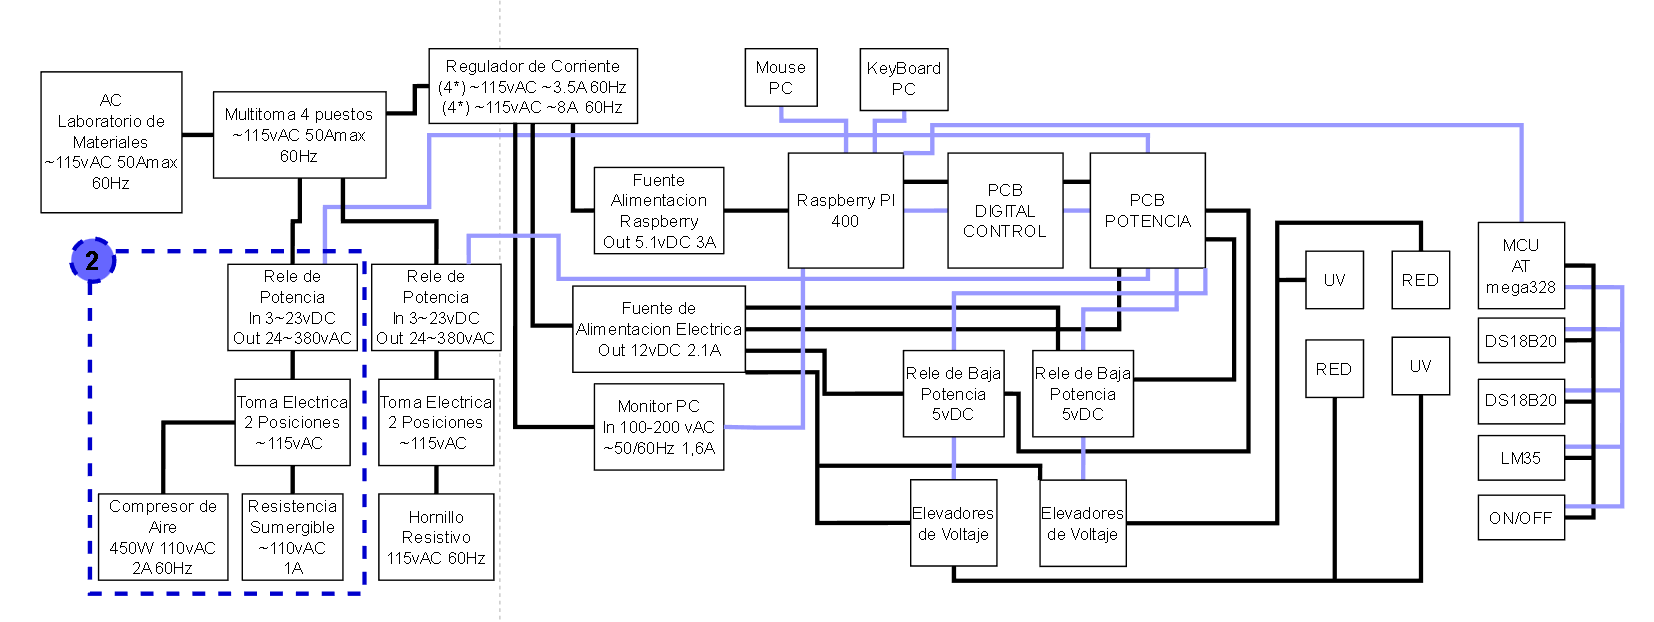 AC
Laboratorio de
Materiales
~115vAC 50Amax
60Hz
Multitoma 4 puestos
~115vAC 50Amax
60Hz
Regulador de Corriente
(4*) ~115vAC ~3.5A 60Hz
(4*) ~115vAC ~8A 60Hz
Mouse
PC
KeyBoard
PC
Fuente
Alimentacion
Raspberry
Out 5.1vDC 3A
Raspberry PI
400
PCB
DIGITAL
CONTROL
PCB
POTENCIA
MCU
AT
mega328
2
Rele de
Potencia
In 3~23vDC
Out 24~380vAC
Rele de
Potencia
In 3~23vDC
Out 24~380vAC
Fuente de
Alimentacion Electrica
Out 12vDC 2.1A
UV
RED
RED
UV
DS18B20
DS18B20
LM35
ON/OFF
Toma Electrica
2 Posiciones
~115vAC
Toma Electrica
2 Posiciones
~115vAC
Monitor PC
In 100-200 vAC
~50/60Hz 1,6A
Rele de Baja
Potencia
5vDC
Rele de Baja
Potencia
5vDC
Compresor de
Aire
450W 110vAC
2A 60Hz
Resistencia
Sumergible
~110vAC
1A
Hornillo
Resistivo
115vAC 60Hz
Elevadores
de Voltaje
Elevadores
de Voltaje